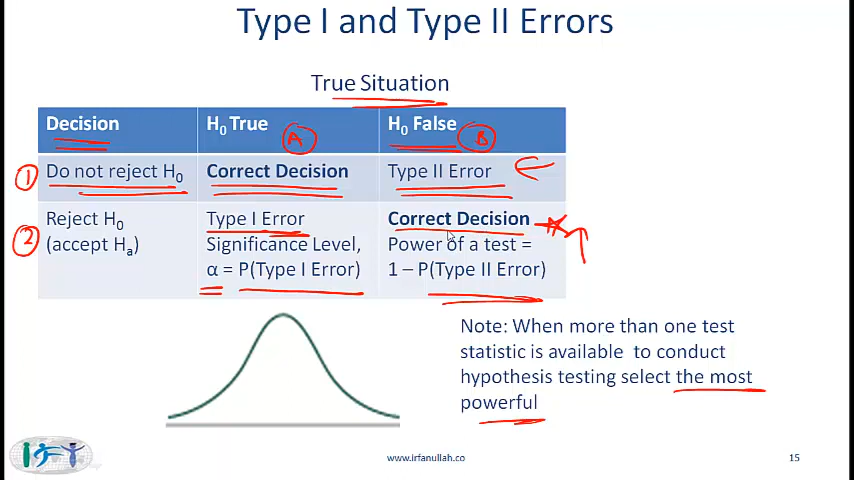 Type I and Type II Errors
True Situation
Decision
H0 True
A
H0 False
B
1
Do not reject H0
Correct Decision
Type II Error
2
Reject H0
(accept Ha)
Type I Error
Significance Level,
α = P(Type I Error)
Correct Decision
Power of a test =
1 – P(Type II Error)
Note: When more than one test
statistic is available to conduct
hypothesis testing select the most
powerful
www.irfanullah.co
15